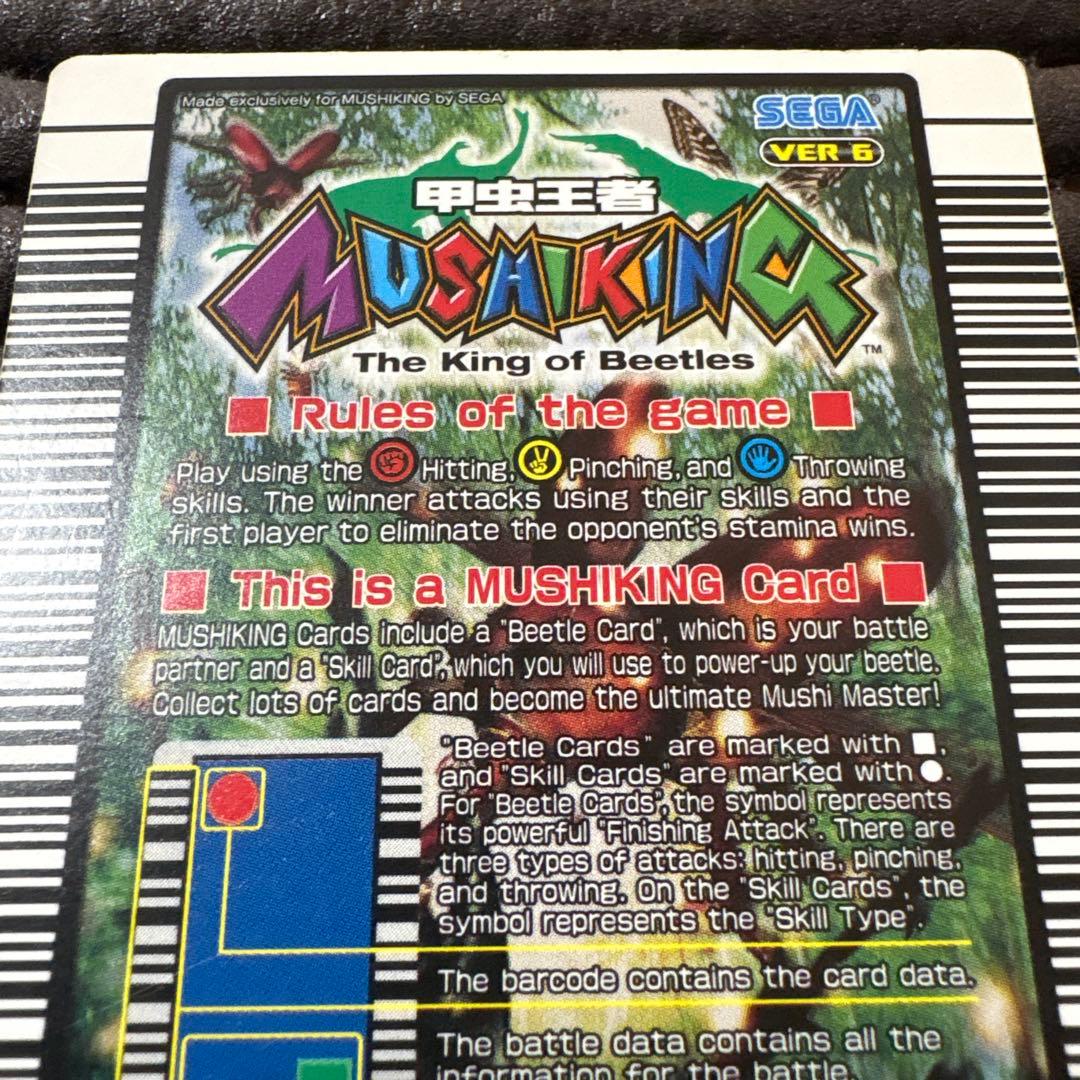 Made exclusively for MUSHIKING by SEGA
SEGA®
VER 6
甲虫王者
MUSHIKING
The King of Beetles
TM
■ Rules of the game ■
Play using the Hitting, Pinching, and Throwing
skills. The winner attacks using their skills and the
first player to eliminate the opponent's stamina wins.
■ This is a MUSHIKING Card ■
MUSHIKING Cards include a "Beetle Card", which is your battle
partner and a "Skill Card", which you will use to power-up your beetle.
Collect lots of cards and become the ultimate Mushi Master!
"Beetle Cards" are marked with ■,
and "Skill Cards" are marked with ●.
For "Beetle Cards", the symbol represents
its powerful "Finishing Attack". There are
three types of attacks: hitting, pinching,
and throwing. On the "Skill Cards", the
symbol represents the "Skill Type".
The barcode contains the card data.
The battle data contains all the
information for the battle.